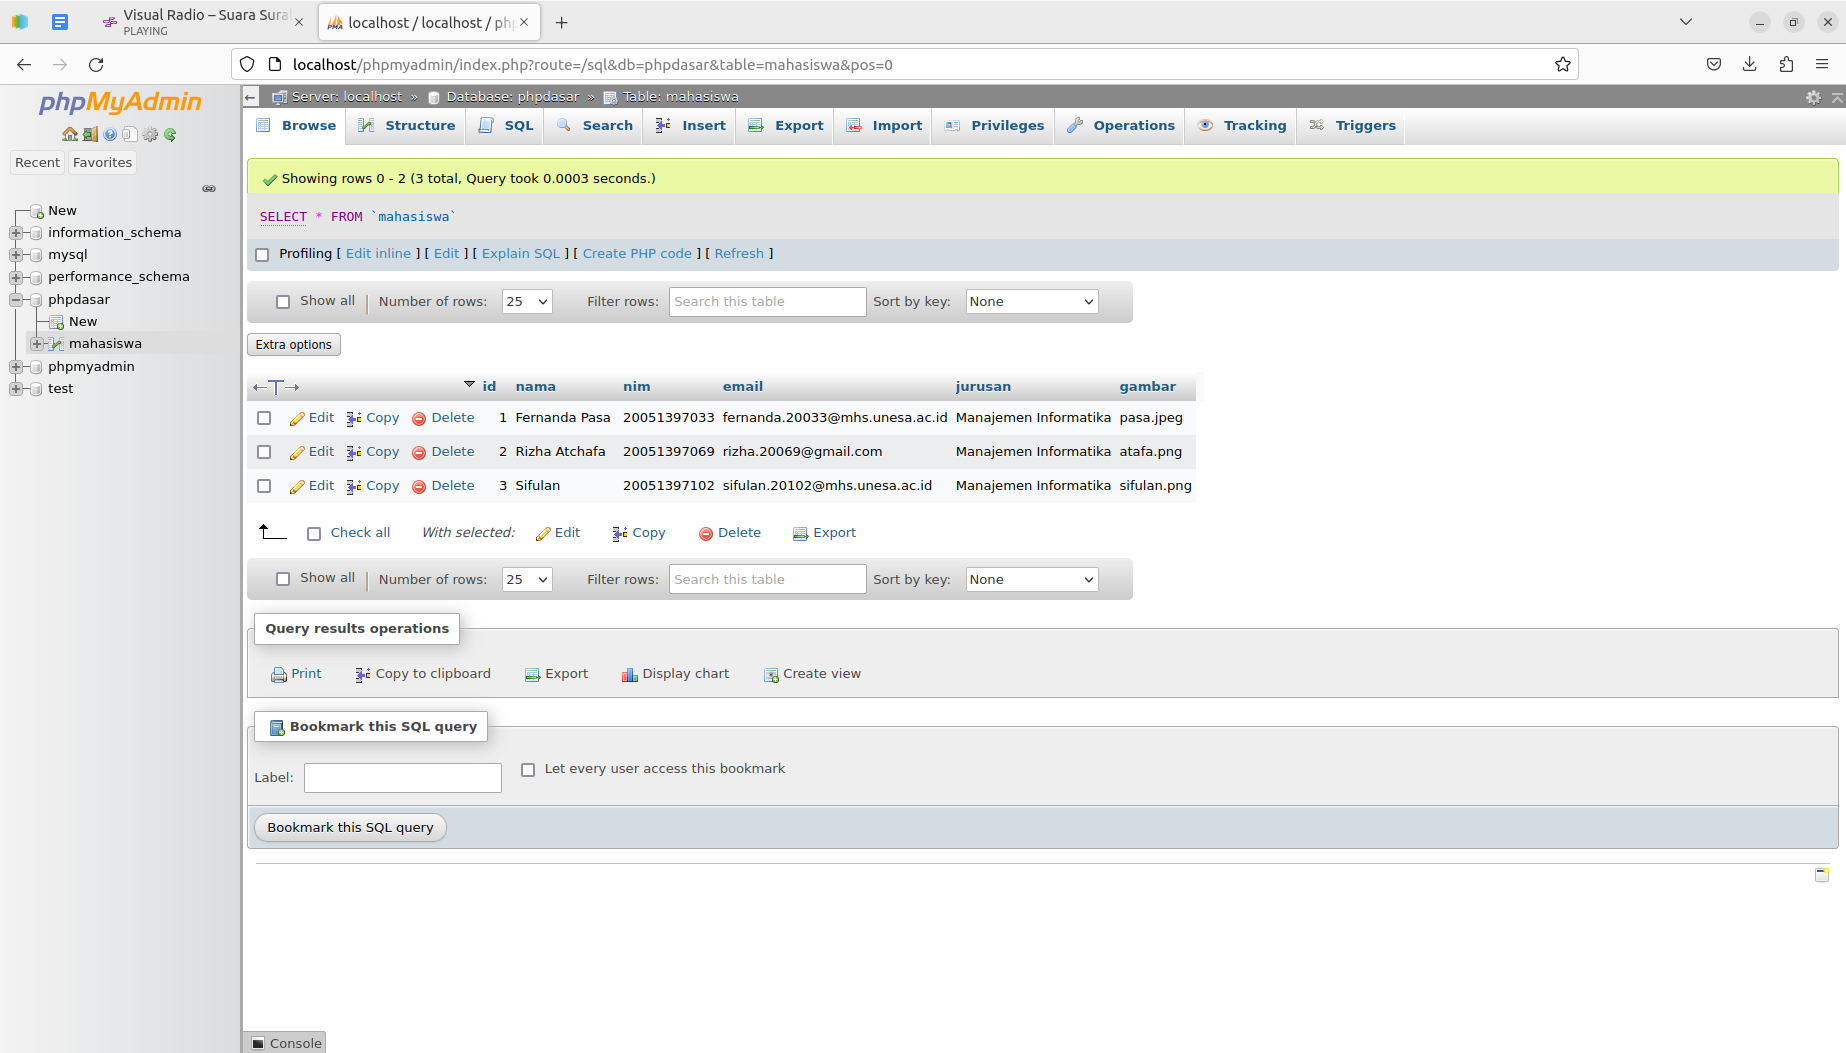 Visual Radio – Suara Sural
PLAYING
localhost / localhost / php
localhost/phpmyadmin/index.php?route=/sql&db=phpdasar&table=mahasiswa&pos=0
phpMyAdmin
Recent Favorites
New
information_schema
mysql
performance_schema
phpdasar
New
mahasiswa
phpmyadmin
test
Server: localhost » Database: phpdasar » Table: mahasiswa
Browse Structure SQL Search Insert Export Import Privileges Operations Tracking Triggers
Showing rows 0 - 2 (3 total, Query took 0.0003 seconds.)
SELECT * FROM `mahasiswa`
Profiling [ Edit inline ] [ Edit ] [ Explain SQL ] [ Create PHP code ] [ Refresh ]
Show all Number of rows: 25 Filter rows: Search this table Sort by key: None
Extra options
←T→ id nama nim email jurusan gambar
Edit Copy Delete 1 Fernanda Pasa 20051397033 fernanda.20033@mhs.unesa.ac.id Manajemen Informatika pasa.jpeg
Edit Copy Delete 2 Rizha Atchafa 20051397069 rizha.20069@gmail.com Manajemen Informatika atafa.png
Edit Copy Delete 3 Sifulan 20051397102 sifulan.20102@mhs.unesa.ac.id Manajemen Informatika sifulan.png
Check all With selected: Edit Copy Delete Export
Show all Number of rows: 25 Filter rows: Search this table Sort by key: None
Query results operations
Print Copy to clipboard Export Display chart Create view
Bookmark this SQL query
Label: Let every user access this bookmark
Bookmark this SQL query
Console